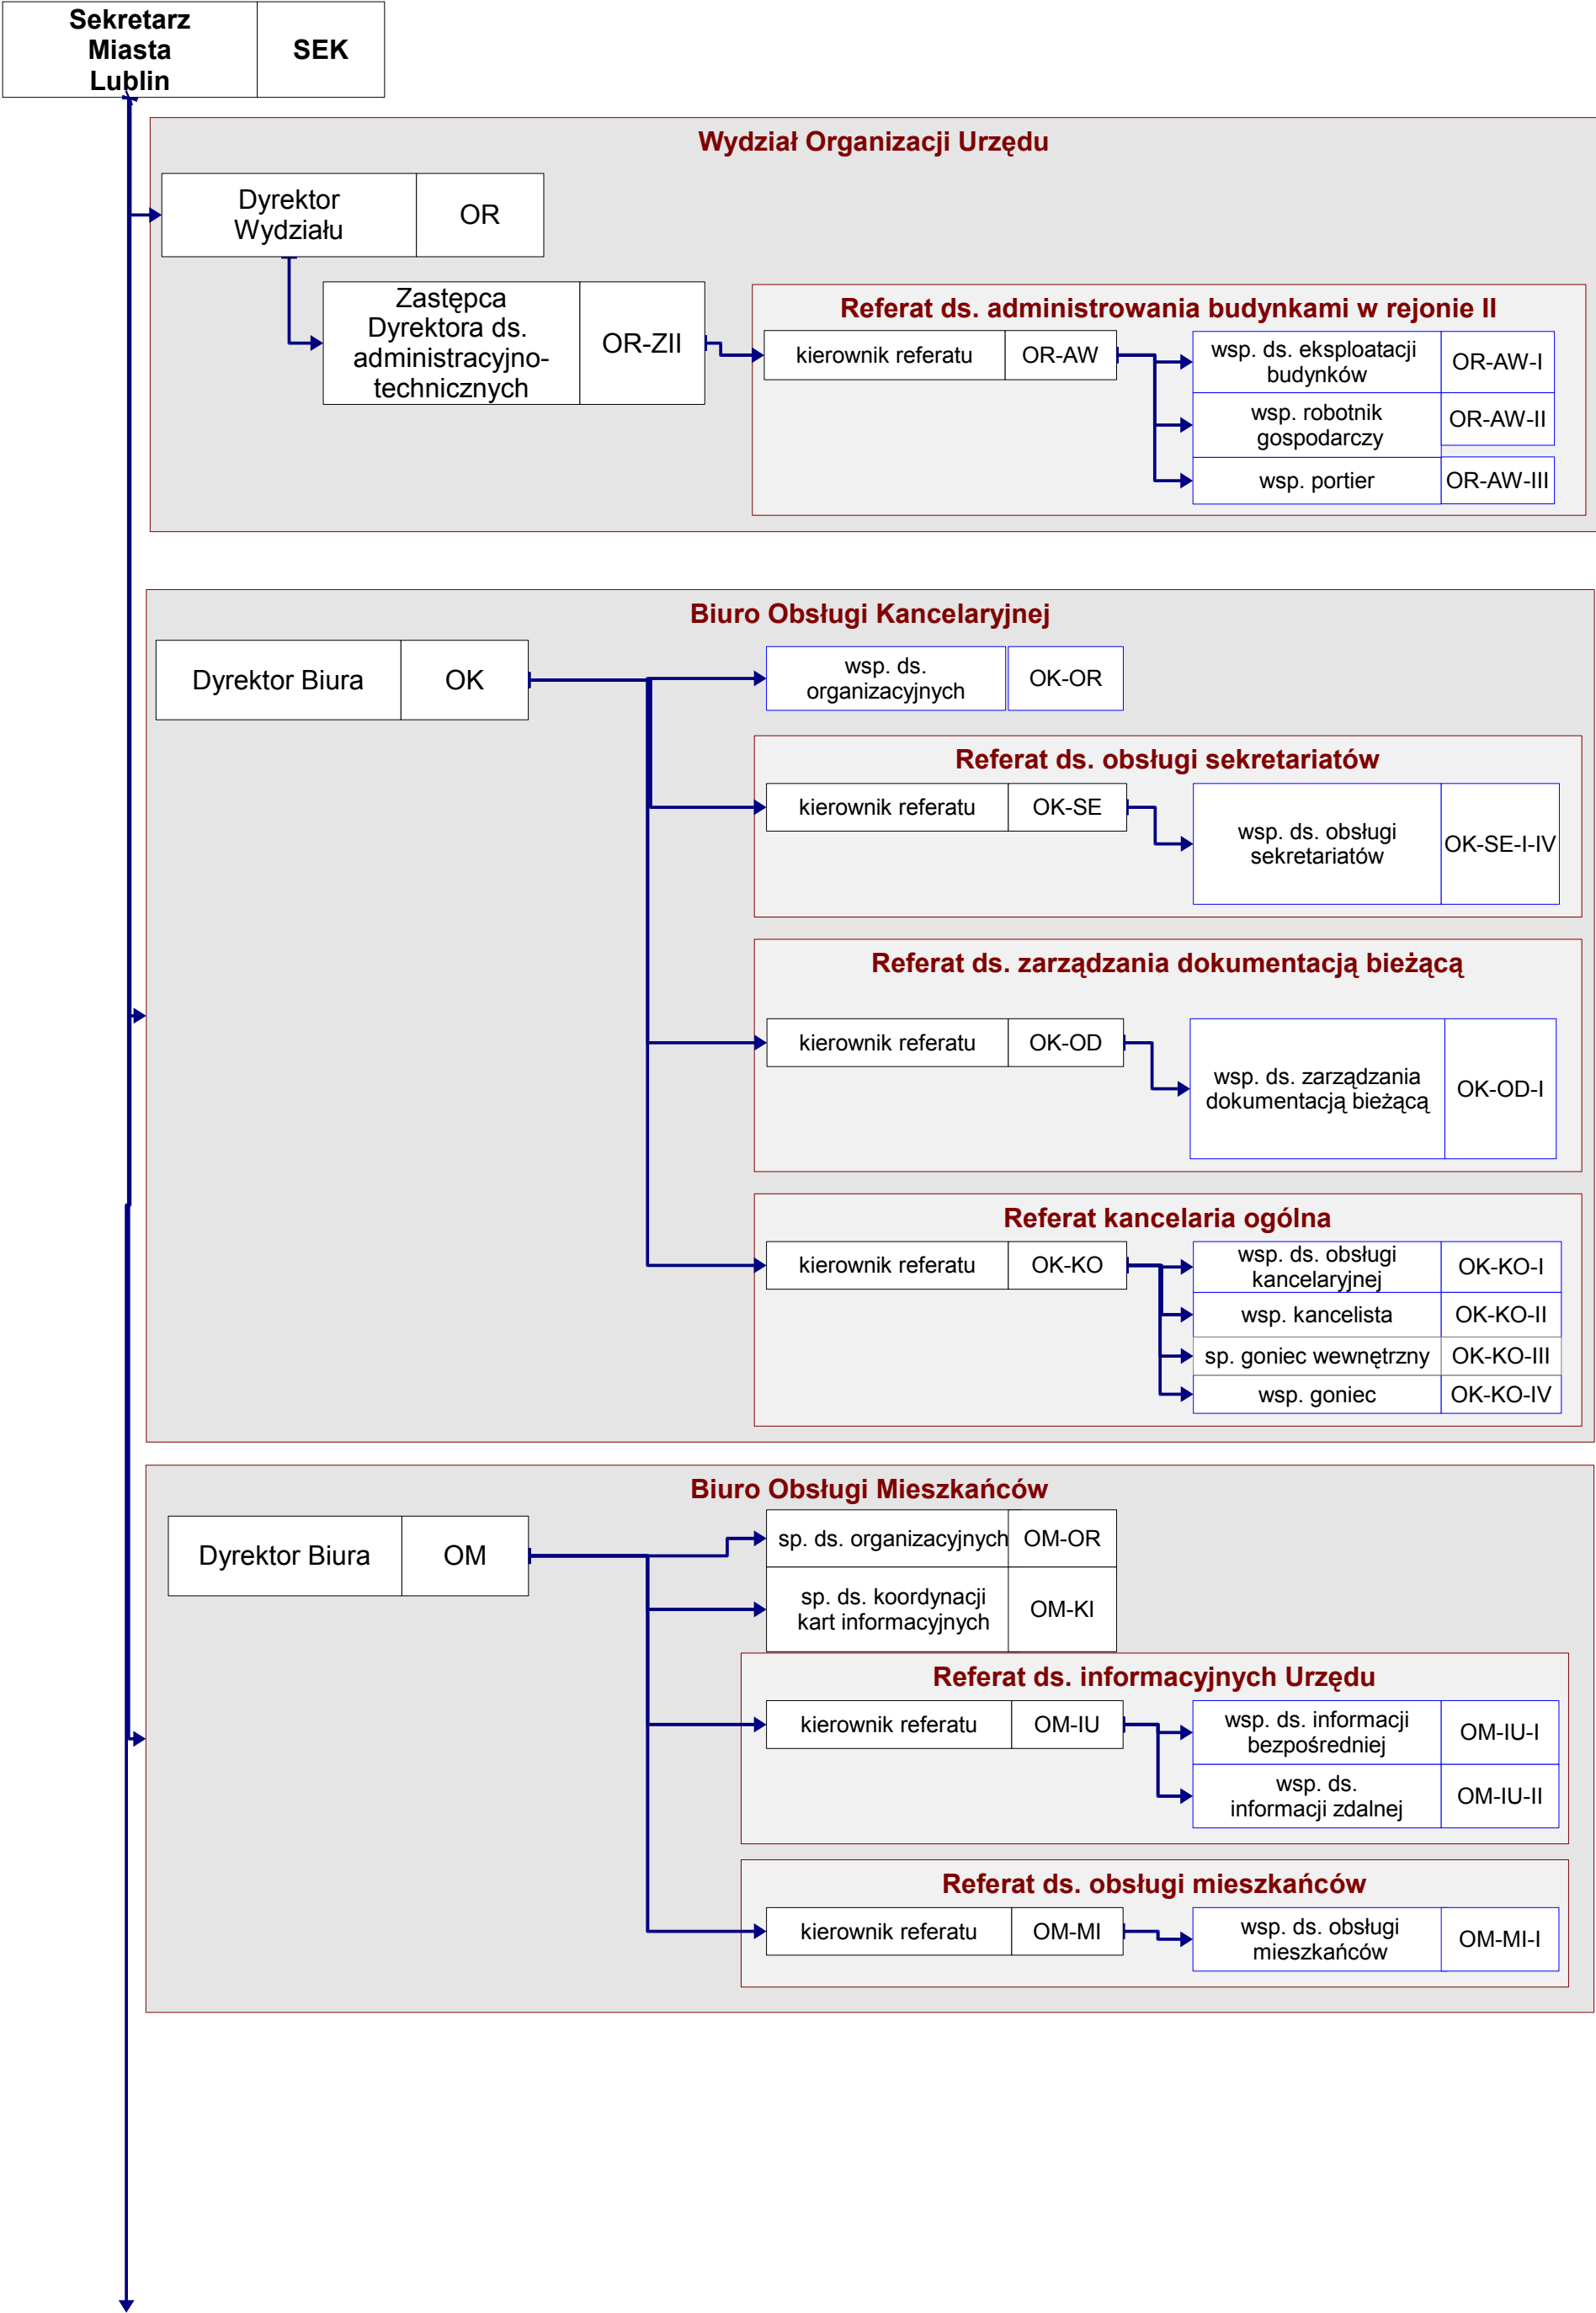 Sekretarz
Miasta
Lublin
SEK
Wydział Organizacji Urzędu
Dyrektor
Wydziału
OR
Zastępca
Dyrektora ds.
administracyjno-
technicznych
OR-ZII
Referat ds. administrowania budynkami w rejonie II
kierownik referatu
OR-AW
wsp. ds. eksploatacji
budynków
OR-AW-I
wsp. robotnik
gospodarczy
OR-AW-II
wsp. portier
OR-AW-III
Biuro Obsługi Kancelaryjnej
Dyrektor Biura
OK
wsp. ds.
organizacyjnych
OK-OR
Referat ds. obsługi sekretariatów
kierownik referatu
OK-SE
wsp. ds. obsługi
sekretariatów
OK-SE-I-IV
Referat ds. zarządzania dokumentacją bieżącą
kierownik referatu
OK-OD
wsp. ds. zarządzania
dokumentacją bieżącą
OK-OD-I
Referat kancelaria ogólna
kierownik referatu
OK-KO
wsp. ds. obsługi
kancelaryjnej
OK-KO-I
wsp. kancelista
OK-KO-II
sp. goniec wewnętrzny
OK-KO-III
wsp. goniec
OK-KO-IV
Biuro Obsługi Mieszkańców
Dyrektor Biura
OM
sp. ds. organizacyjnych
OM-OR
sp. ds. koordynacji
kart informacyjnych
OM-KI
Referat ds. informacyjnych Urzędu
kierownik referatu
OM-IU
wsp. ds. informacji
bezpośredniej
OM-IU-I
wsp. ds.
informacji zdalnej
OM-IU-II
Referat ds. obsługi mieszkańców
kierownik referatu
OM-MI
wsp. ds. obsługi
mieszkańców
OM-MI-I